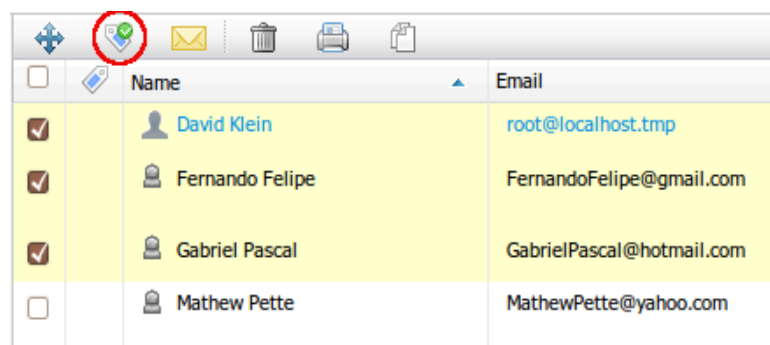 Name Email
David Klein root@localhost.tmp
Fernando Felipe FernandoFelipe@gmail.com
Gabriel Pascal GabrielPascal@hotmail.com
Mathew Pette MathewPette@yahoo.com